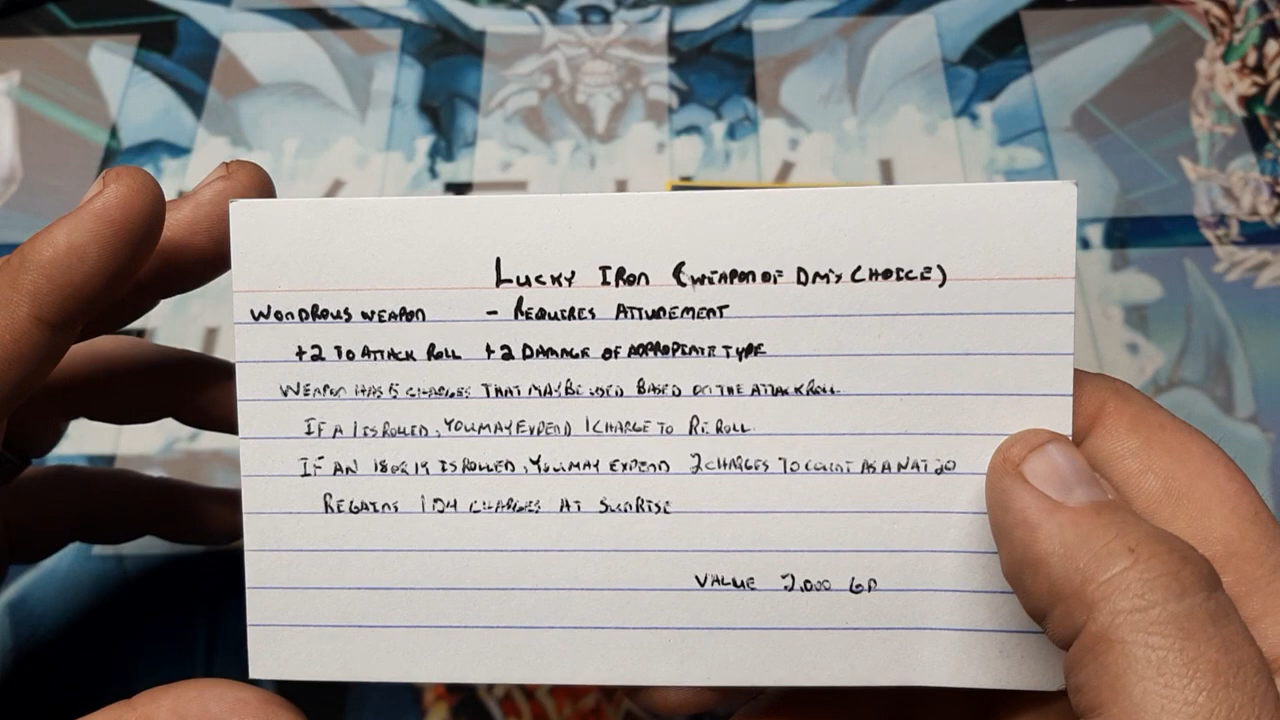 LUCKY IRON (WEAPON OF DM'S CHOICE)
WONDROUS WEAPON - REQUIRES ATTUNEMENT
+2 TO ATTACK ROLL +2 DAMAGE OF APPROPRIATE TYPE
WEAPON HAS 5 CHARGES THAT MAY BE USED BASED ON THE ATTACK ROLL
IF A 1 IS ROLLED, YOU MAY EXPEND 1 CHARGE TO REROLL.
IF AN 18 OR 19 IS ROLLED, YOU MAY EXPEND 2 CHARGES TO COUNT AS A NAT 20
REGAINS 1D4 CHARGES AT SUNRISE
VALUE 2,000 GP